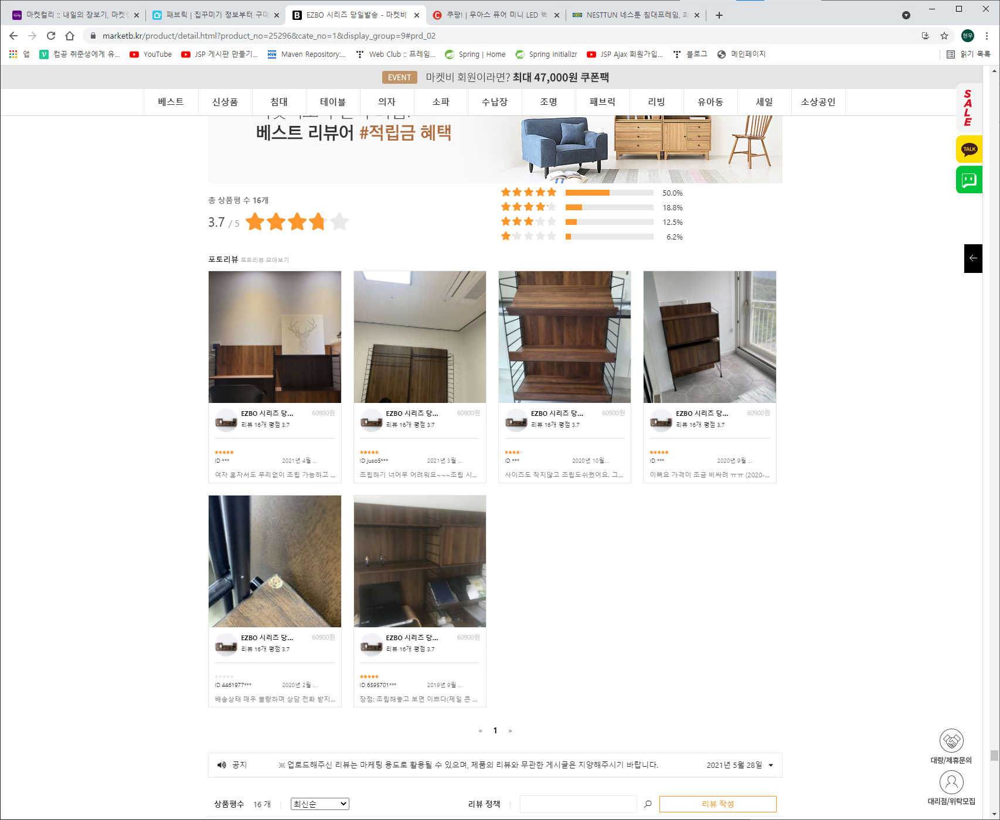 마켓컬리 :: 내일의 장보기, 마켓
패브릭 | 집꾸미기 정보부터 구매
EZBO 시리즈 당일발송 - 마켓비
쿠팡! | 무아스 퓨어 미니 LED 벽
NESTTUN 네스툰 침대프레임, 화
marketb.kr/product/detail.html?product_no=25296&cate_no=1&display_group=9#prd_02
현우
앱
컴공 취준생에게 유...
YouTube
JSP 게시판 만들기...
Maven Repository:...
Web Club :: 프레임...
Spring | Home
Spring Initializr
JSP Ajax 회원가입...
블로그
메인페이지
읽기 목록
EVENT 마켓비 회원이라면? 최대 47,000원 쿠폰팩
베스트 신상품 침대 테이블 의자 소파 수납장 조명 패브릭 리빙 유아동 세일 소상공인
SALE
TALK
베스트 리뷰어 #적립금 혜택
총 상품평 수 16개
3.7 / 5
50.0%
18.8%
12.5%
6.2%
포토리뷰 포토리뷰 모아보기
EZBO 시리즈 당... 60900원
리뷰 16개 평점 3.7
ID *** 2021년 4월 ...
여자 혼자서도 무리없이 조립 가능하고 ...
EZBO 시리즈 당... 60900원
리뷰 16개 평점 3.7
ID juso5*** 2021년 3월 ...
조립하기 너어무 어려워요~~~조립 시...
EZBO 시리즈 당... 60900원
리뷰 16개 평점 3.7
ID *** 2020년 10월...
사이즈도 작지않고 조립도쉬웠어요. 그...
EZBO 시리즈 당... 60900원
리뷰 16개 평점 3.7
ID *** 2020년 9월 ...
이뻐요 가격이 조금 비싸려 ㅠㅠ (2020-...
EZBO 시리즈 당... 60900원
리뷰 16개 평점 3.7
ID 4461977*** 2020년 2월 ...
배송상태 매우 불량하며 상담 전화 받지...
EZBO 시리즈 당... 60900원
리뷰 16개 평점 3.7
ID 6595701*** 2019년 9월 ...
장점: 조립해놓고 보면 이쁘다(제일 큰 ...
« 1 »
공지 ※ 업로드해주신 리뷰는 마케팅 용도로 활용될 수 있으며, 제품의 리뷰와 무관한 게시글은 지양해주시기 바랍니다. 2021년 5월 28일
대량/제휴문의
대리점/위탁모집
상품평수 16 개 | 최신순 리뷰 정책 | 리뷰 작성